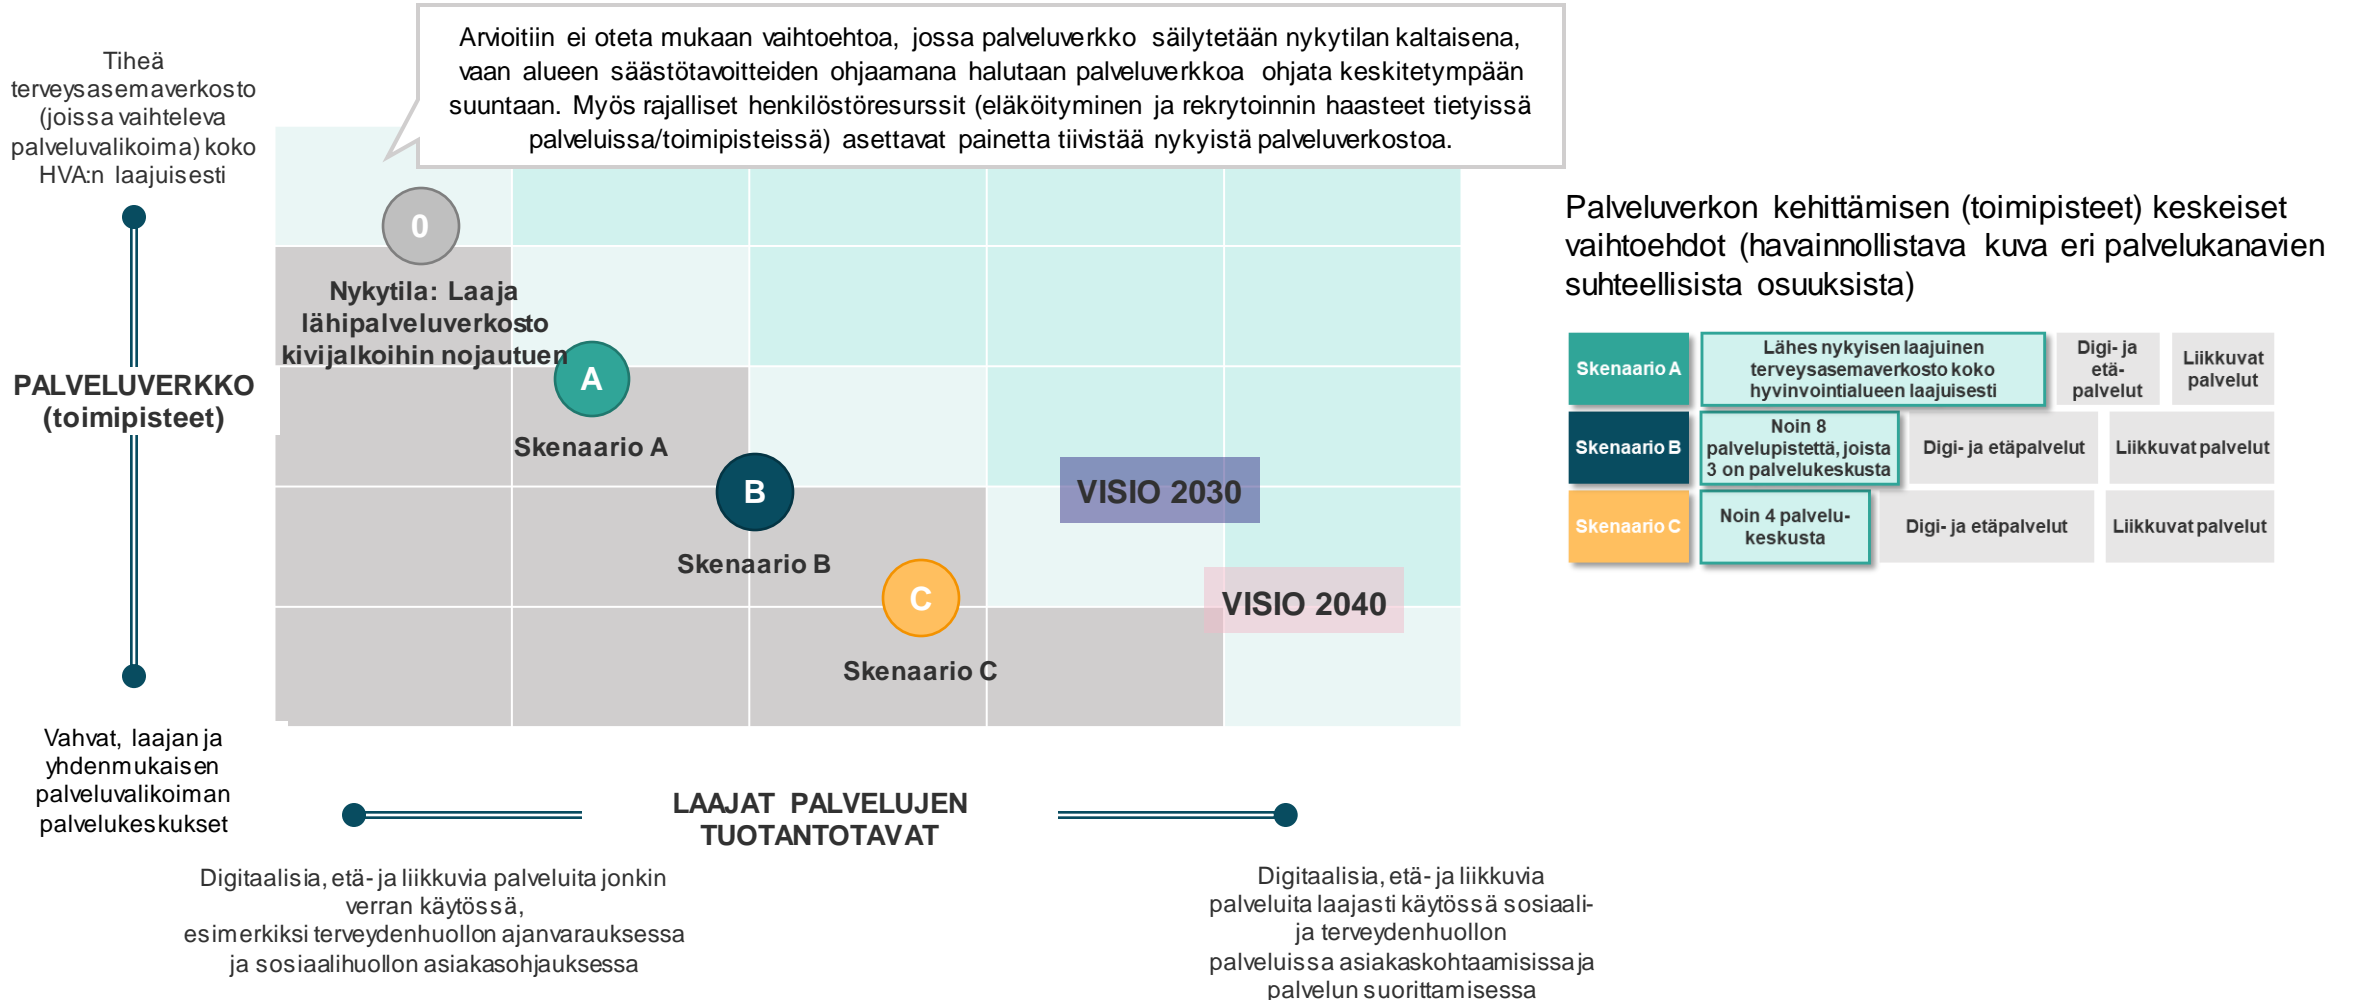 Arvioitiin ei oteta mukaan vaihtoehtoa, jossa palveluverkko säilytetään nykytilan kaltaisena,
vaan alueen säästötavoitteiden ohjaamana halutaan palveluverkkoa ohjata keskitetympään
suuntaan. Myös rajalliset henkilöstöresurssit (eläköityminen ja rekrytoinnin haasteet tietyissä
palveluissa/toimipisteissä) asettavat painetta tiivistää nykyistä palveluverkostoa.
Tiheä
terveysasemaverkosto
(joissa vaihteleva
palveluvalikoima) koko
HVA:n laajuisesti
PALVELUVERKKO
(toimipisteet)
Vahvat, laajan ja
yhdenmukaisen
palveluvalikoiman
palvelukeskukset
0
Nykytila: Laaja
lähipalveluverkosto
kivijalkoihin nojautuen
A
Skenaario A
B
Skenaario B
C
Skenaario C
VISIO 2030
VISIO 2040
LAAJAT PALVELUJEN
TUOTANTOTAVAT
Digitaalisia, etä- ja liikkuvia palveluita jonkin
verran käytössä,
esimerkiksi terveydenhuollon ajanvarauksessa
ja sosiaalihuollon asiakasohjauksessa
Digitaalisia, etä- ja liikkuvia
palveluita laajasti käytössä sosiaali-
ja terveydenhuollon
palveluissa asiakaskohtaamisissa ja
palvelun suorittamisessa
Palveluverkon kehittämisen (toimipisteet) keskeiset
vaihtoehdot (havainnollistava kuva eri palvelukanavien
suhteellisista osuuksista)
Skenaario A
Lähes nykyisen laajuinen
terveysasemaverkosto koko
hyvinvointialueen laajuisesti
Digi- ja
etä-
palvelut
Liikkuvat
palvelut
Skenaario B
Noin 8
palvelupistettä, joista
3 on palvelukeskusta
Digi- ja etäpalvelut
Liikkuvat palvelut
Skenaario C
Noin 4 palvelu-
keskusta
Digi- ja etäpalvelut
Liikkuvat palvelut